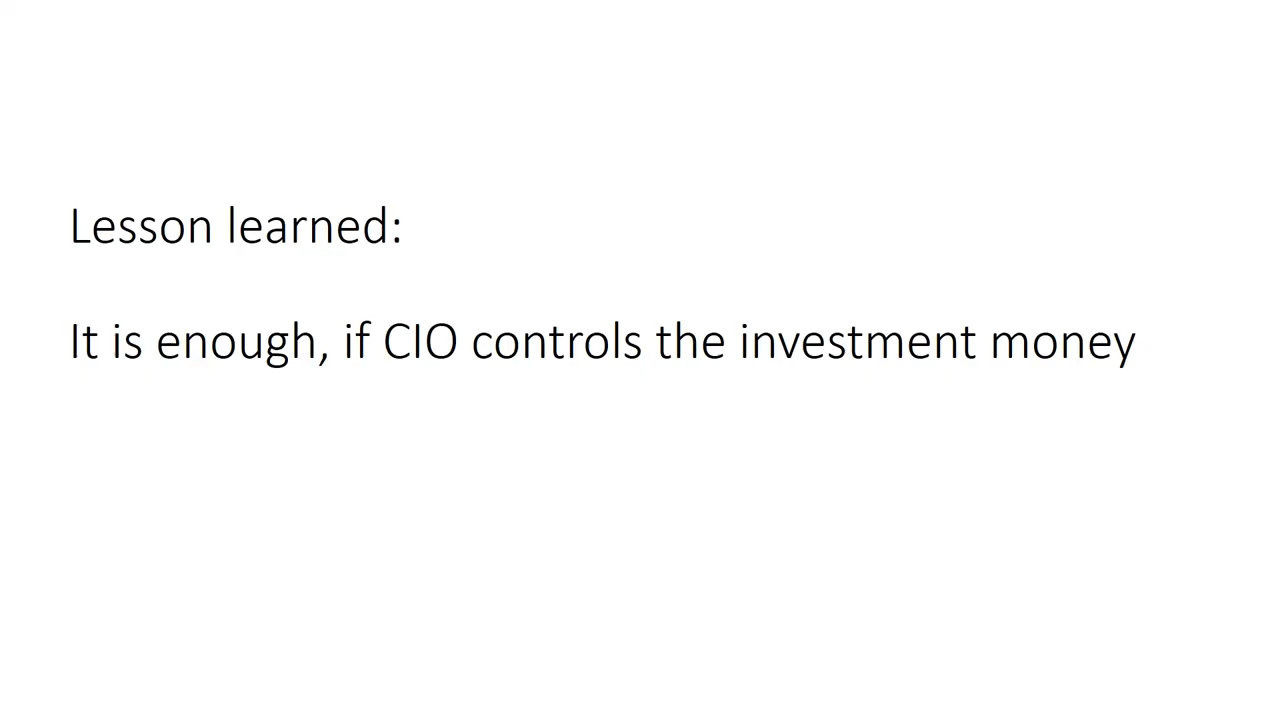 Lesson learned:
It is enough, if CIO controls the investment money